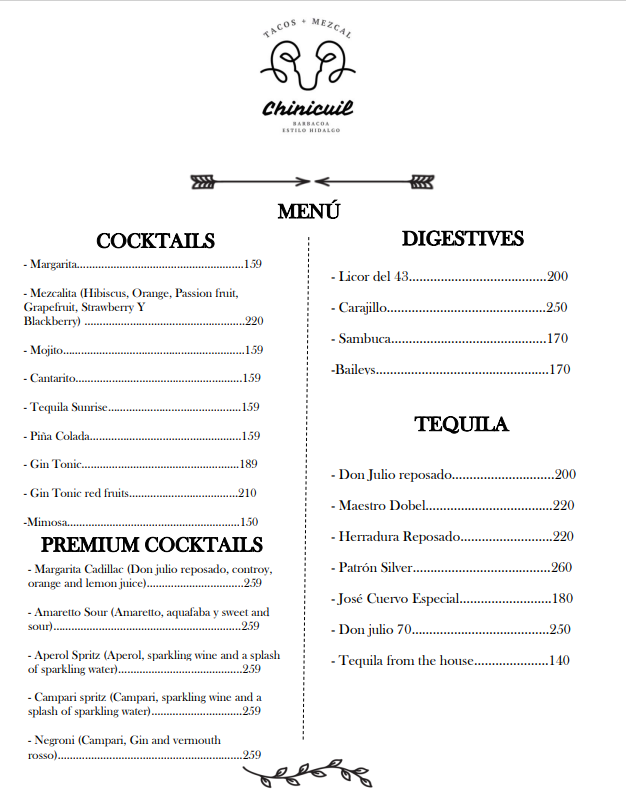 TACOS + MEZCAL
Chinicuil
BARBACOA
ESTILO HIDALGO
MENÚ
COCKTAILS
- Margarita........................................................159
- Mezcalita (Hibiscus, Orange, Passion fruit,
Grapefruit, Strawberry Y
Blackberry) ......................................................220
- Mojito.............................................................159
- Cantarito.........................................................159
- Tequila Sunrise.............................................159
- Piña Colada...................................................159
- Gin Tonic.....................................................189
- Gin Tonic red fruits....................................210
-Mimosa..........................................................150
PREMIUM COCKTAILS
- Margarita Cadillac (Don julio reposado, controy,
orange and lemon juice)................................259
- Amaretto Sour (Amaretto, aquafaba y sweet and
sour)...............................................................259
- Aperol Spritz (Aperol, sparkling wine and a splash
of sparkling water).........................................259
- Campari spritz (Campari, sparkling wine and a
splash of sparkling water)..............................259
- Negroni (Campari, Gin and vermouth
rosso)..............................................................259
DIGESTIVES
- Licor del 43........................................200
- Carajillo..............................................250
- Sambuca.............................................170
-Baileys..................................................170
TEQUILA
- Don Julio reposado..............................200
- Maestro Dobel.....................................220
- Herradura Reposado...........................220
- Patrón Silver........................................260
- José Cuervo Especial...........................180
- Don julio 70........................................250
- Tequila from the house......................140